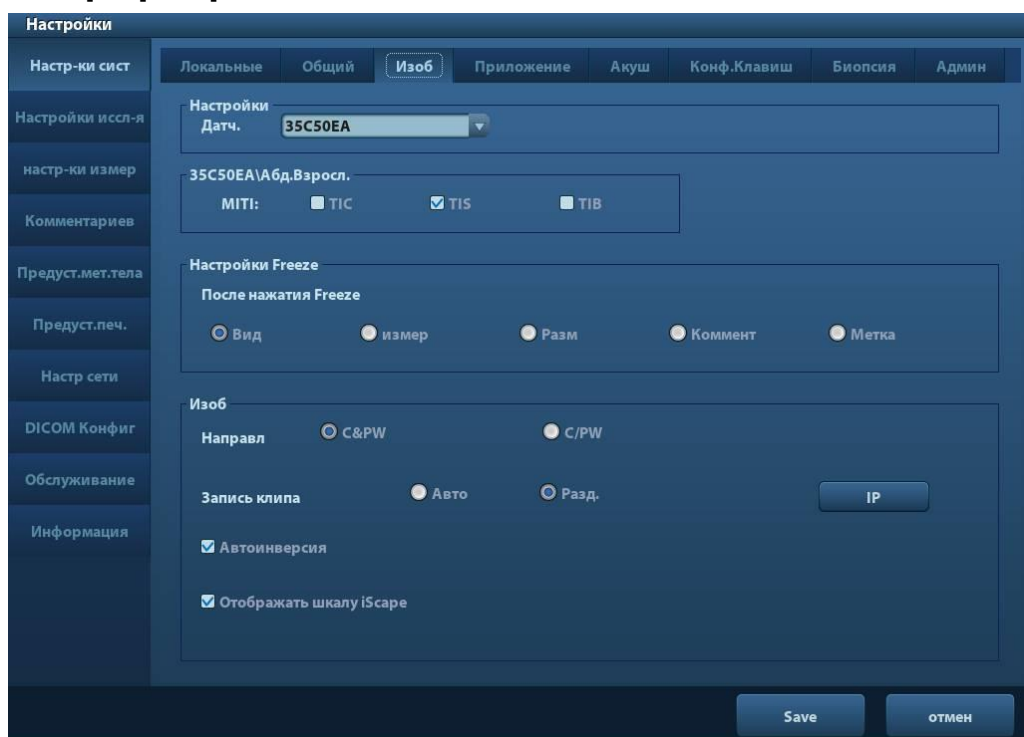 Настройки
Настр-ки сист
Настройки иссл-я
настр-ки измер
Комментариев
Предуст.мет.тела
Предуст.печ.
Настр сети
DICOM Конфиг
Обслуживание
Информация
Локальные Общий Изоб Приложение Акуш Конф.Клавиш Биопсия Админ
Настройки
Датч. 35C50EA
35C50EA\Абд.Взросл.
MITI: TIC TIS TIB
Настройки Freeze
После нажатия Freeze
Вид измер Разм Коммент Метка
Изоб
Направл C&PW C/PW
Запись клипа Авто Разд. IP
Автоинверсия
Отображать шкалу iScape
Save отмен